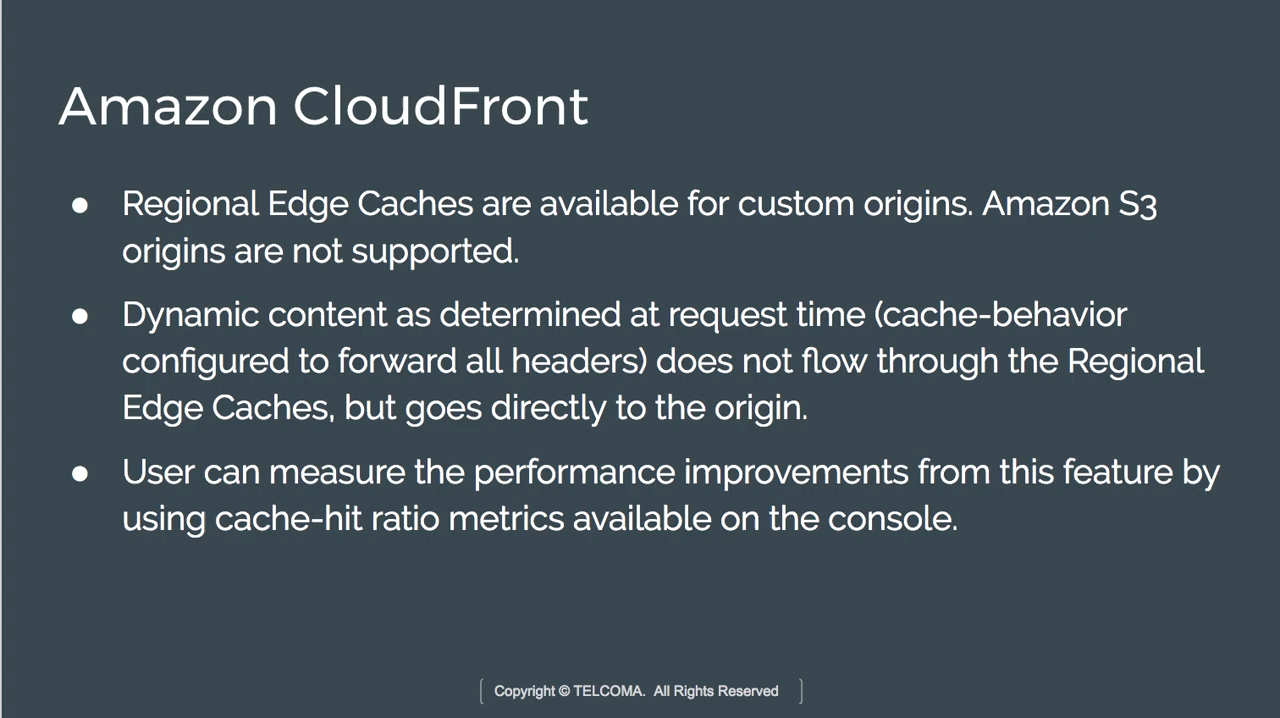 Amazon CloudFront
● Regional Edge Caches are available for custom origins. Amazon S3
origins are not supported.
● Dynamic content as determined at request time (cache-behavior
configured to forward all headers) does not flow through the Regional
Edge Caches, but goes directly to the origin.
● User can measure the performance improvements from this feature by
using cache-hit ratio metrics available on the console.
Copyright © TELCOMA. All Rights Reserved